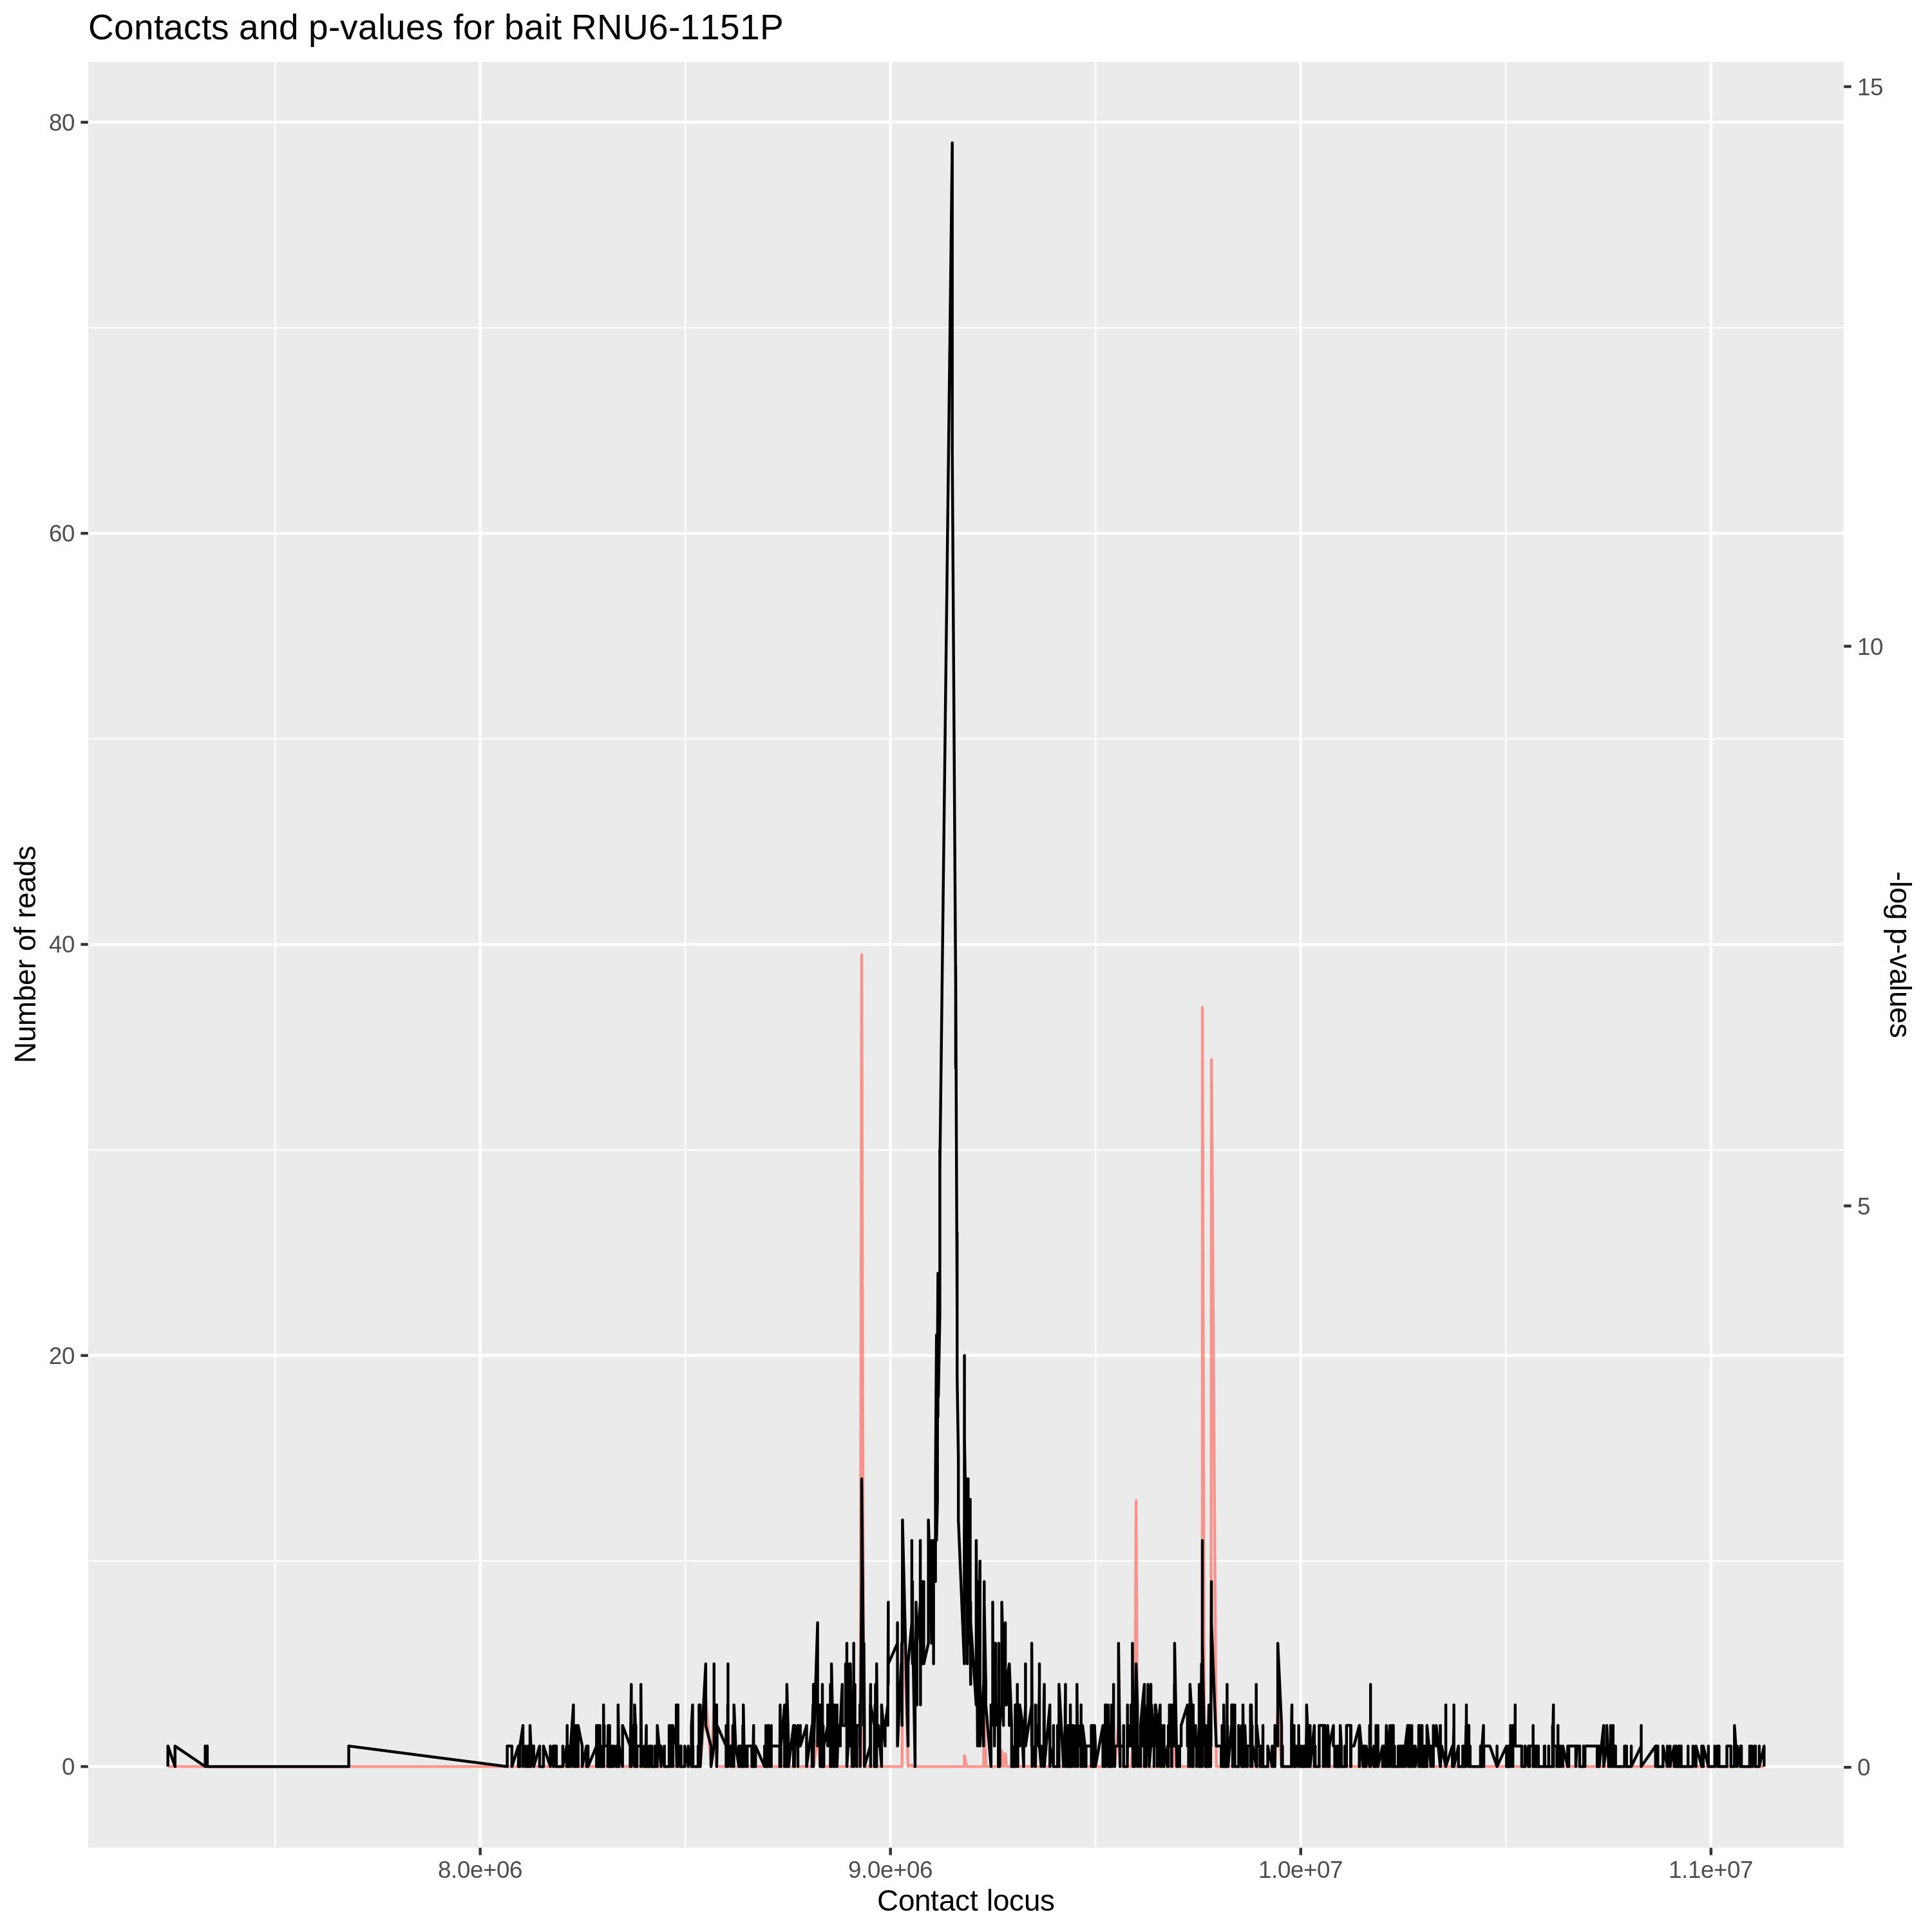 Contacts and p-values for bait RNU6-1151P
80
60
40
20
0
Number of reads
15
10
5
0
-log p-values
8.0e+06
9.0e+06
1.0e+07
1.1e+07
Contact locus